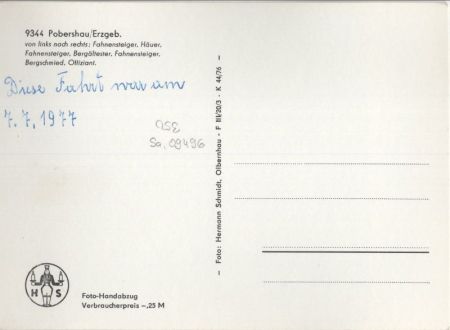 9344 Pobershau/Erzgeb.
von links nach rechts: Fahnensteiger, Häuer,
Fahnensteiger, Bergältester, Fahnensteiger,
Bergschmied, Offiziant.
Diese Fahrt war am
7.7.1977
Sa, 09496
– Foto: Hermann Schmidt, Olbernhau – F III/20/3 – K 44/76 –
H S
Foto-Handabzug
Verbraucherpreis –,25 M